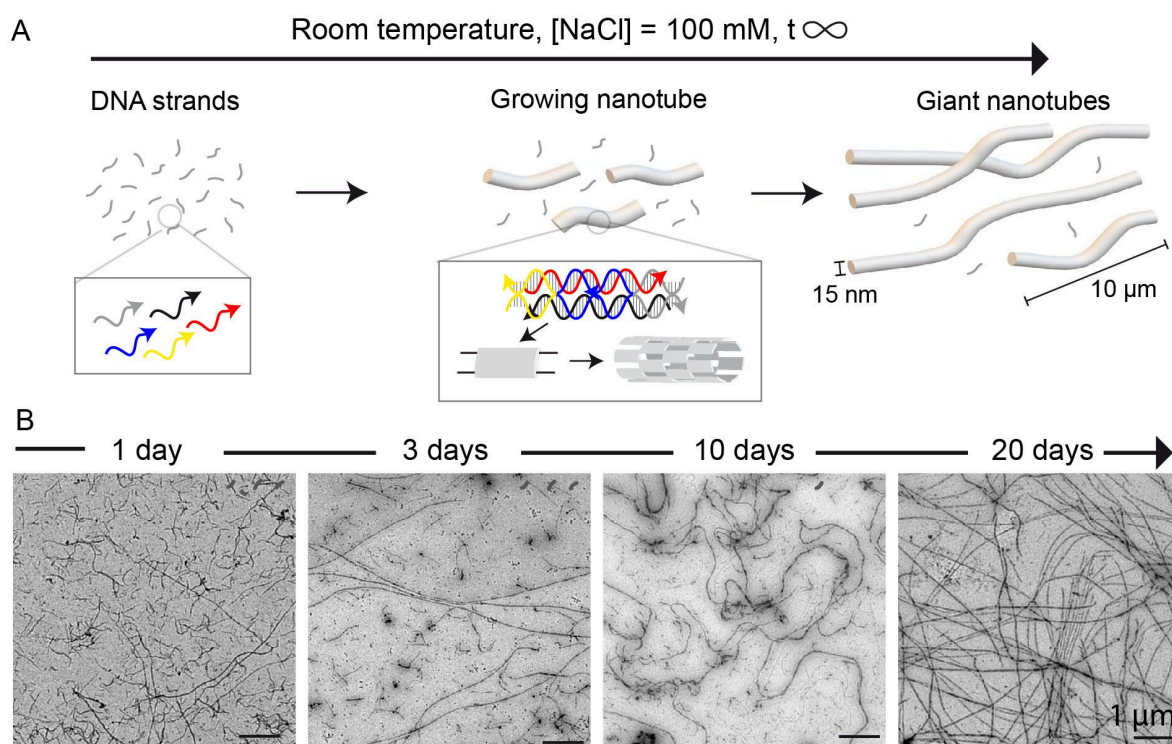 A
Room temperature, [NaCl] = 100 mM, t ∞
DNA strands
Growing nanotube
Giant nanotubes
15 nm
10 µm
B
1 day
3 days
10 days
20 days
1 µm